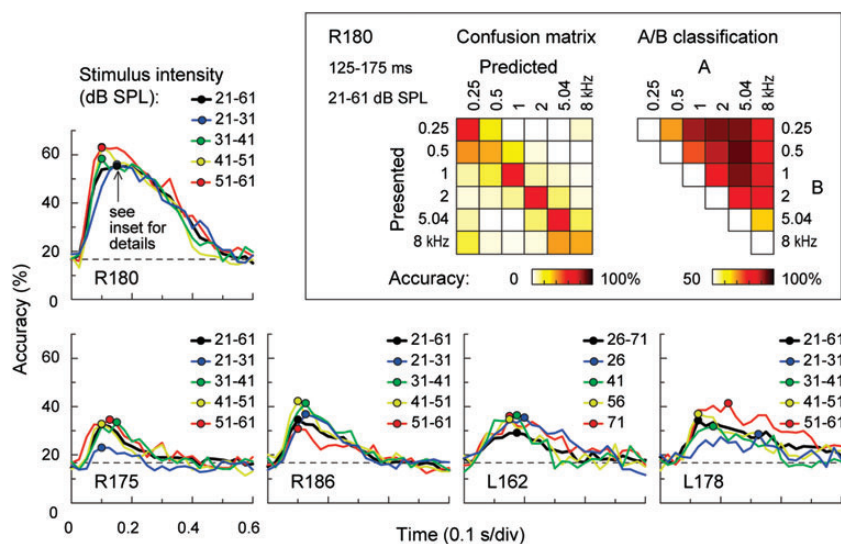 Stimulus intensity
(dB SPL):
21-61
21-31
31-41
41-51
51-61
60
40
20
0
see
inset for
details
R180
R180
125-175 ms
21-61 dB SPL
Confusion matrix
Predicted
0.25
0.5
1
2
5.04
8 kHz
Presented
0.25
0.5
1
2
5.04
8 kHz
Accuracy: 0 100%
A/B classification
A
0.25
0.5
1
2
5.04
8 kHz
0.25
0.5
1
2
5.04
8 kHz
B
50 100%
Accuracy (%)
60
40
20
0
21-61
21-31
31-41
41-51
51-61
R175
0 0.2 0.4 0.6
21-61
21-31
31-41
41-51
51-61
R186
26-71
26
41
56
71
L162
21-61
21-31
31-41
41-51
51-61
L178
Time (0.1 s/div)